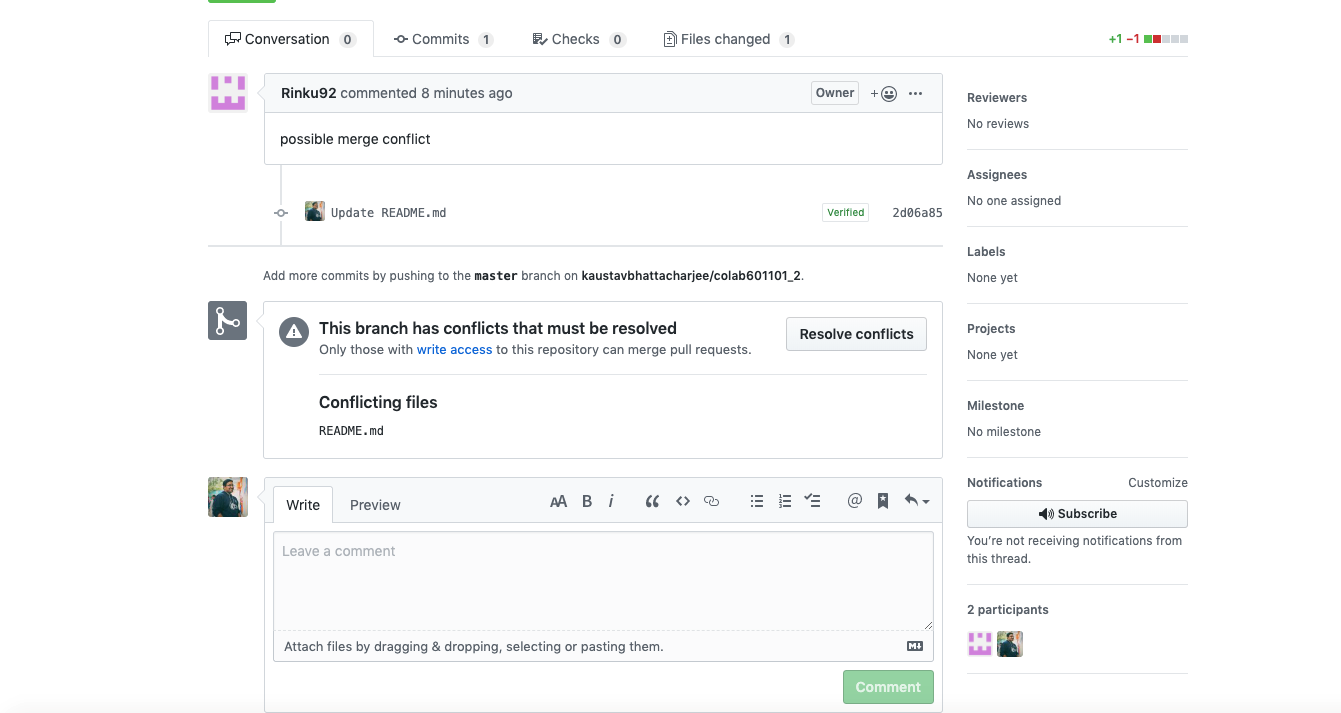 Conversation 0 Commits 1 Checks 0 Files changed 1 +1 −1
Rinku92 commented 8 minutes ago Owner
possible merge conflict
Update README.md Verified 2d06a85
Add more commits by pushing to the master branch on kaustavbhattacharjee/colab601101_2.
This branch has conflicts that must be resolved
Only those with write access to this repository can merge pull requests.
Resolve conflicts
Conflicting files
README.md
Write Preview
AA B i
Leave a comment
Attach files by dragging & dropping, selecting or pasting them.
Comment
Reviewers
No reviews
Assignees
No one assigned
Labels
None yet
Projects
None yet
Milestone
No milestone
Notifications Customize
Subscribe
You’re not receiving notifications from
this thread.
2 participants